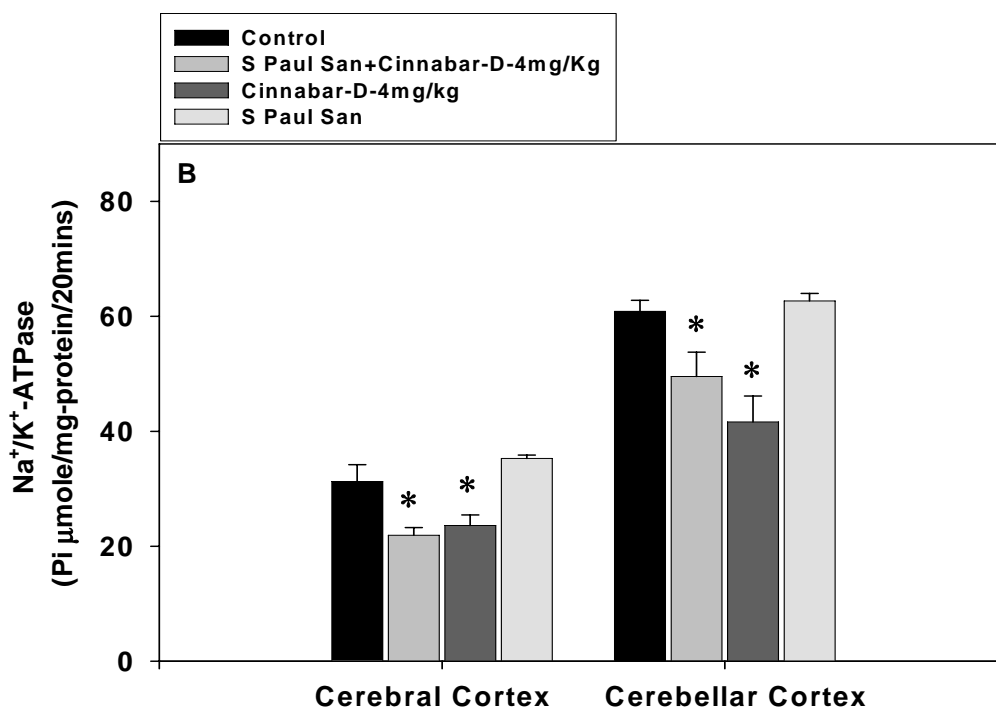 Control
S Paul San+Cinnabar-D-4mg/Kg
Cinnabar-D-4mg/kg
S Paul San
B
Na⁺/K⁺-ATPase
(Pi μmole/mg-protein/20mins)
80
60
40
20
0
* *
* *
Cerebral Cortex Cerebellar Cortex